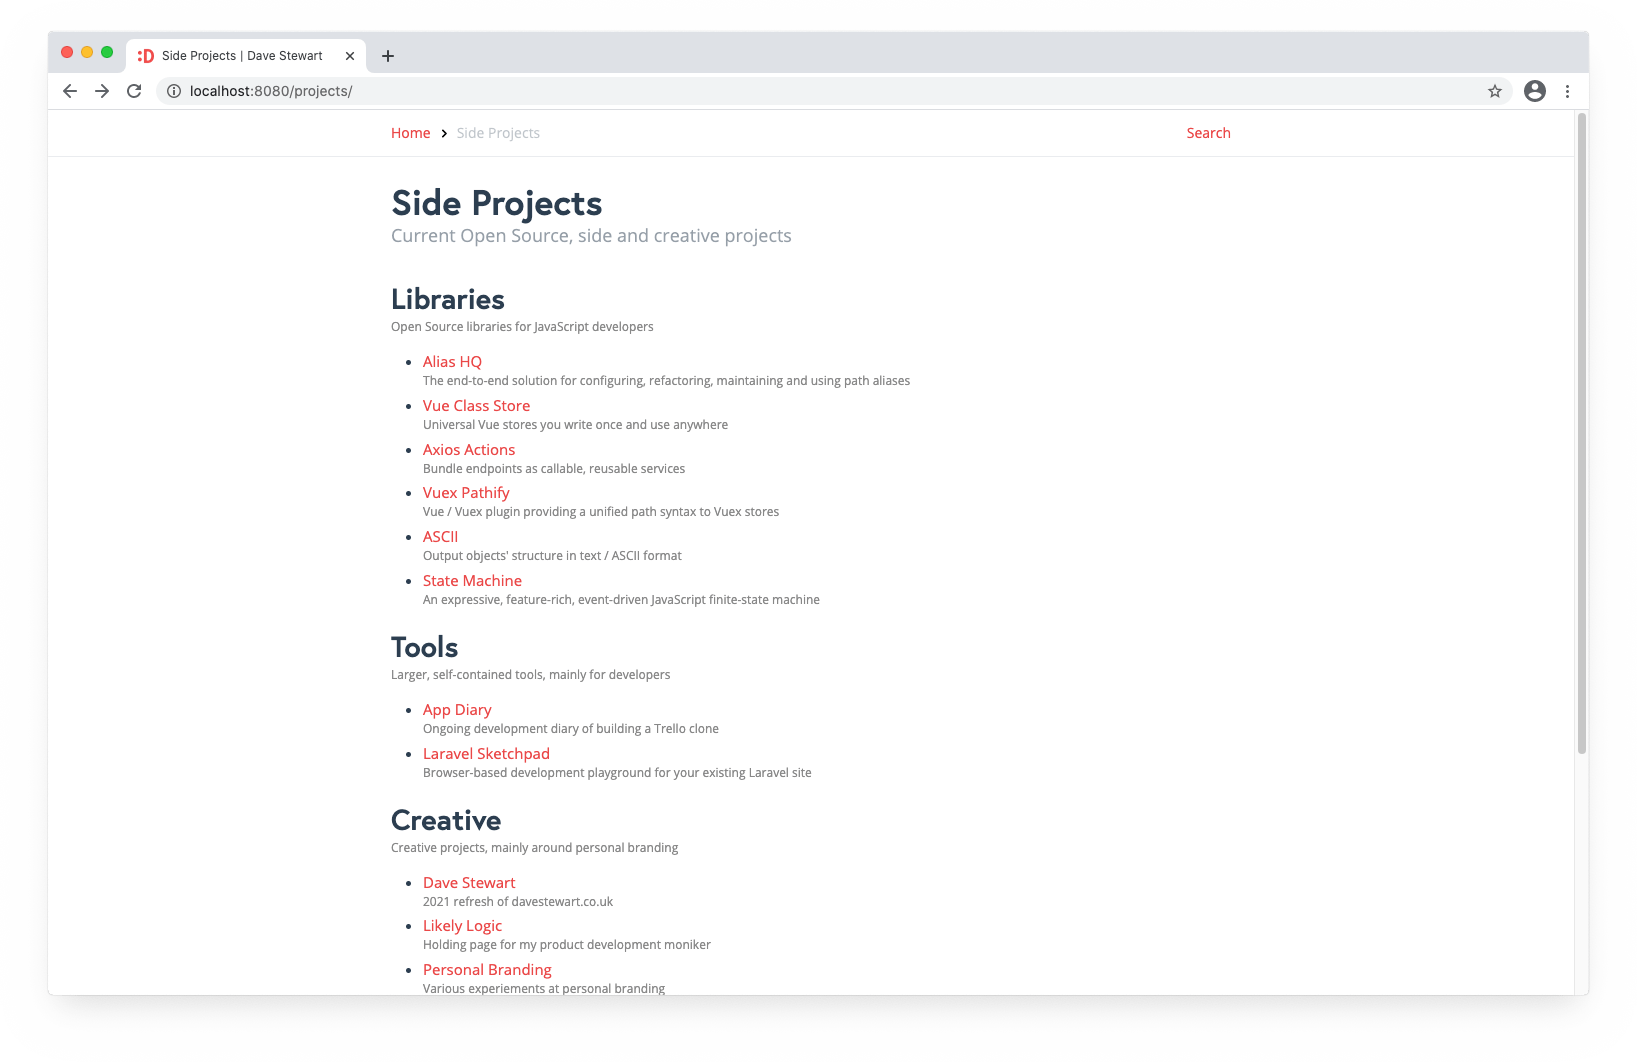 :D Side Projects | Dave Stewart
localhost:8080/projects/
Home Side Projects Search
Side Projects
Current Open Source, side and creative projects
Libraries
Open Source libraries for JavaScript developers
Alias HQ
The end-to-end solution for configuring, refactoring, maintaining and using path aliases
Vue Class Store
Universal Vue stores you write once and use anywhere
Axios Actions
Bundle endpoints as callable, reusable services
Vuex Pathify
Vue / Vuex plugin providing a unified path syntax to Vuex stores
ASCII
Output objects' structure in text / ASCII format
State Machine
An expressive, feature-rich, event-driven JavaScript finite-state machine
Tools
Larger, self-contained tools, mainly for developers
App Diary
Ongoing development diary of building a Trello clone
Laravel Sketchpad
Browser-based development playground for your existing Laravel site
Creative
Creative projects, mainly around personal branding
Dave Stewart
2021 refresh of davestewart.co.uk
Likely Logic
Holding page for my product development moniker
Personal Branding
Various experiements at personal branding